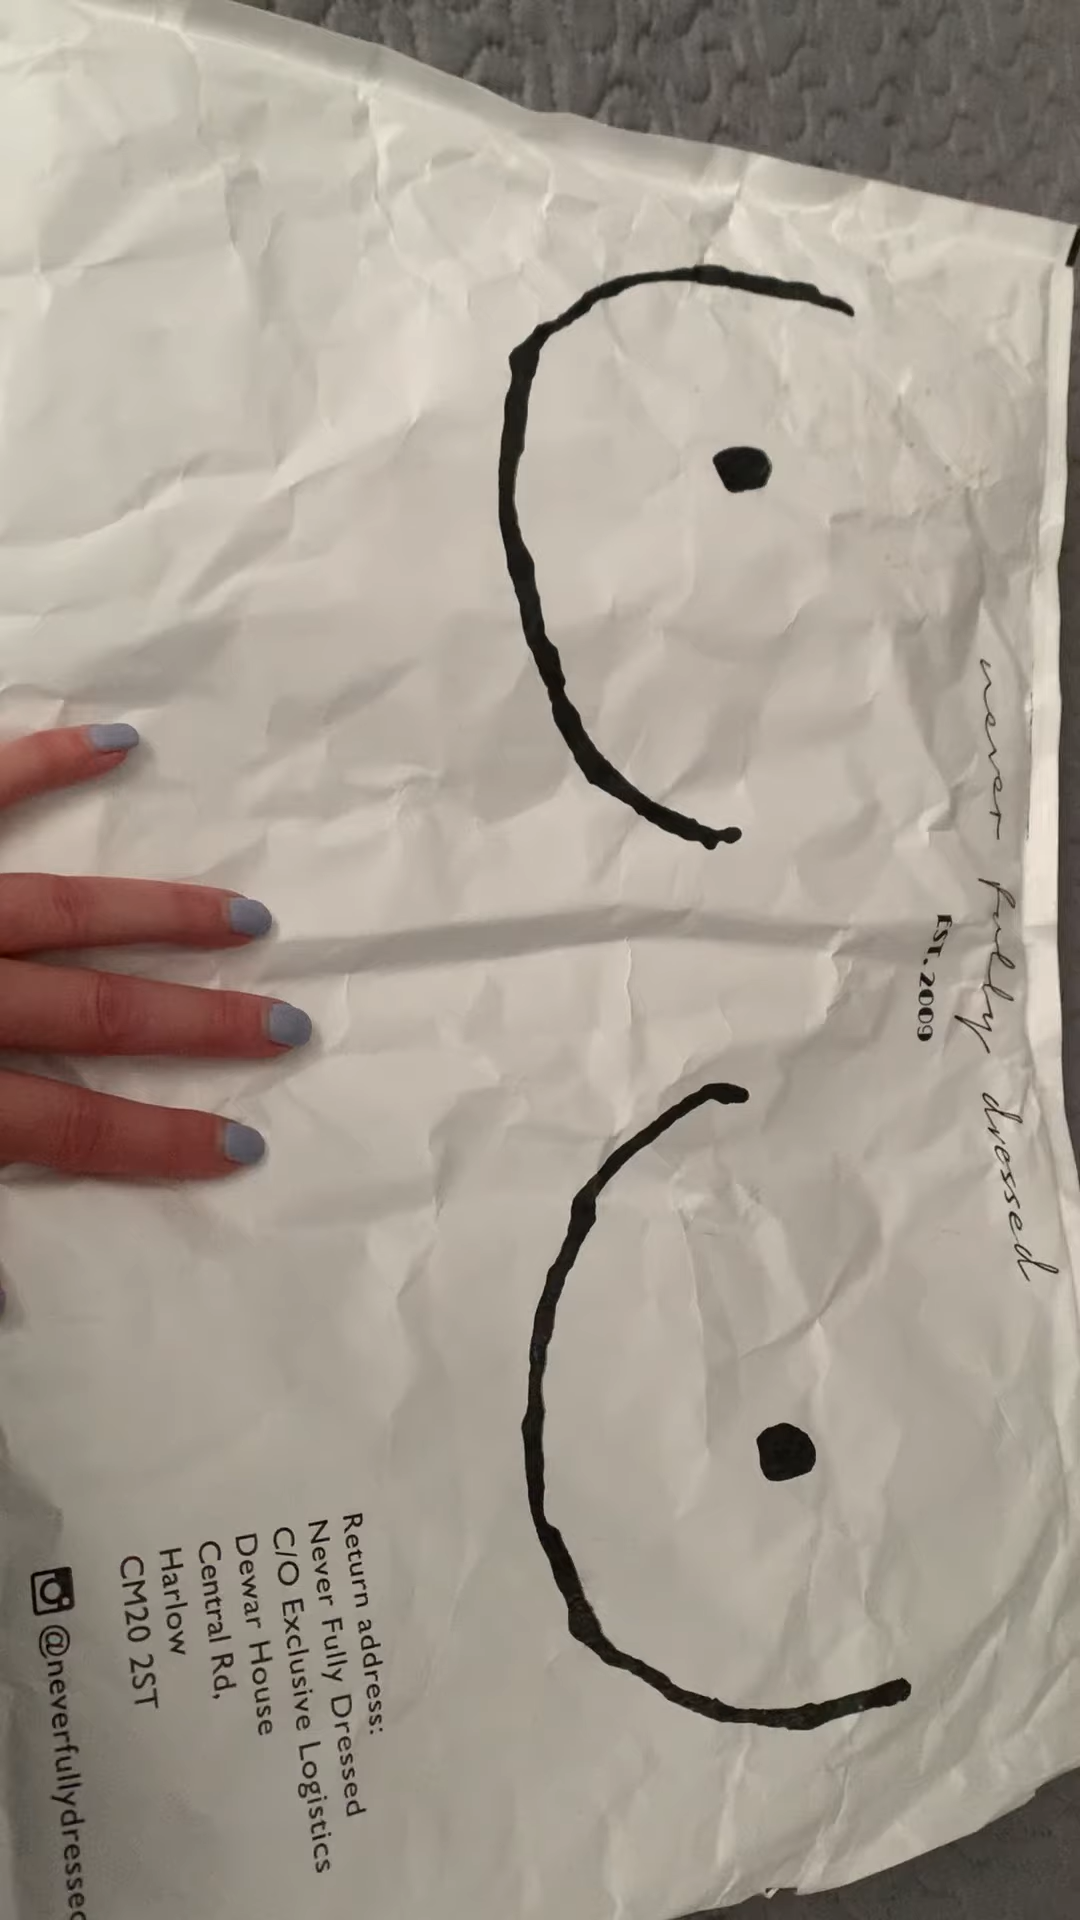 never fully dressed
EST. 2009
Return address:
Never Fully Dressed
C/O Exclusive Logistics
Dewar House
Central Rd,
Harlow
CM20 2ST
@neverfullydressed